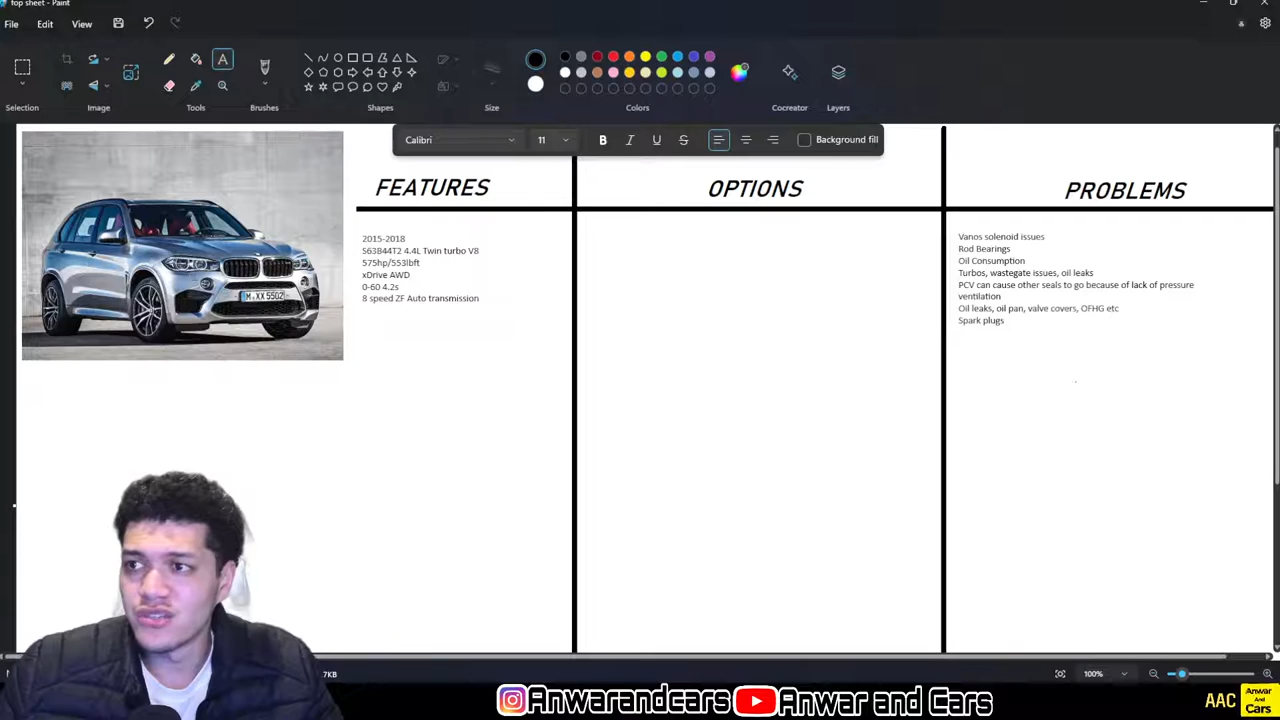 top sheet - Paint
File
Edit
View
Selection
Image
Tools
Brushes
Shapes
Size
Colors
Cocreator
Layers
Calibri
11
Background fill
FEATURES
OPTIONS
PROBLEMS
2015-2018
S63B44T2 4.4L Twin turbo V8
575hp/553lbft
xDrive AWD
0-60 4.2s
8 speed ZF Auto transmission
Vanos solenoid issues
Rod Bearings
Oil Consumption
Turbos, wastegate issues, oil leaks
PCV can cause other seals to go because of lack of pressure
ventilation
Oil leaks, oil pan, valve covers, OFHG etc
Spark plugs
M XX 5502
7KB
100%
Anwarandcars
Anwar and Cars
AAC
Anwar
And
Cars